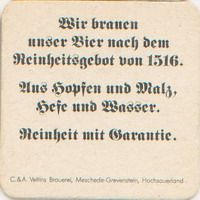 Wir brauen
unser Bier nach dem
Reinheitsgebot von 1516.
Aus Hopfen und Malz,
Hefe und Wasser.
Reinheit mit Garantie.
C.&A. Veltins Brauerei, Meschede-Grevenstein, Hochsauerland